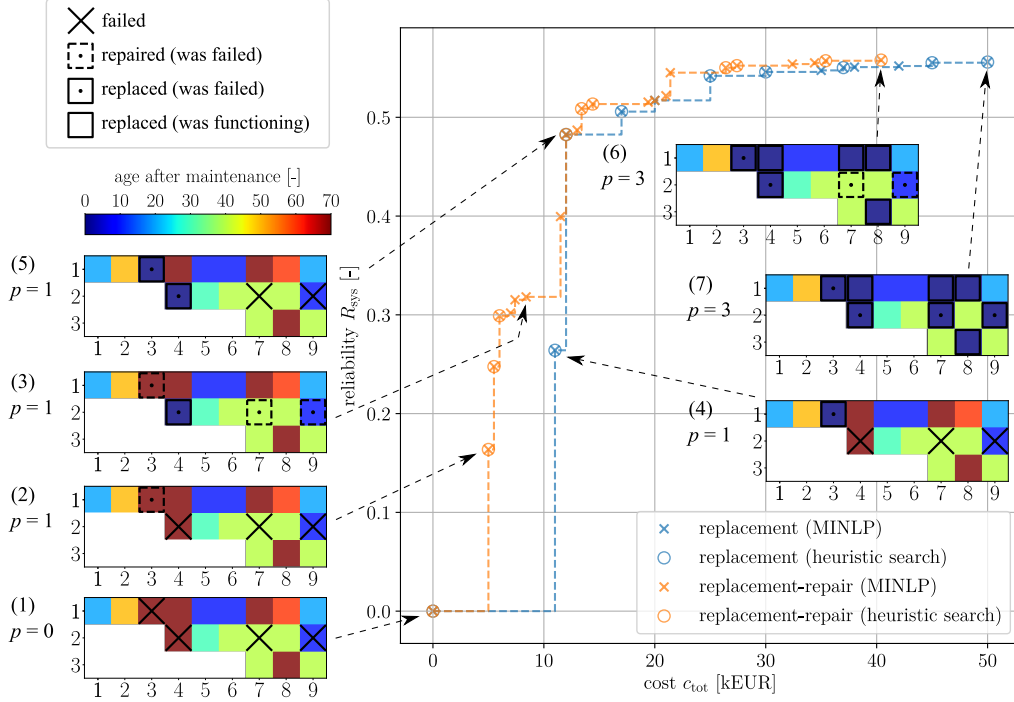 failed
repaired (was failed)
replaced (was failed)
replaced (was functioning)
age after maintenance [-]
0 10 20 30 40 50 60 70
(5)
p = 1
1
2
3
1 2 3 4 5 6 7 8 9
(3)
p = 1
1
2
3
1 2 3 4 5 6 7 8 9
(2)
p = 1
1
2
3
1 2 3 4 5 6 7 8 9
(1)
p = 0
1
2
3
1 2 3 4 5 6 7 8 9
reliability R_sys [-]
0.5
0.4
0.3
0.2
0.1
0.0
(6)
p = 3
1
2
3
1 2 3 4 5 6 7 8 9
(7)
p = 3
1
2
3
1 2 3 4 5 6 7 8 9
(4)
p = 1
1
2
3
1 2 3 4 5 6 7 8 9
replacement (MINLP)
replacement (heuristic search)
replacement-repair (MINLP)
replacement-repair (heuristic search)
0 10 20 30 40 50
cost c_tot [kEUR]